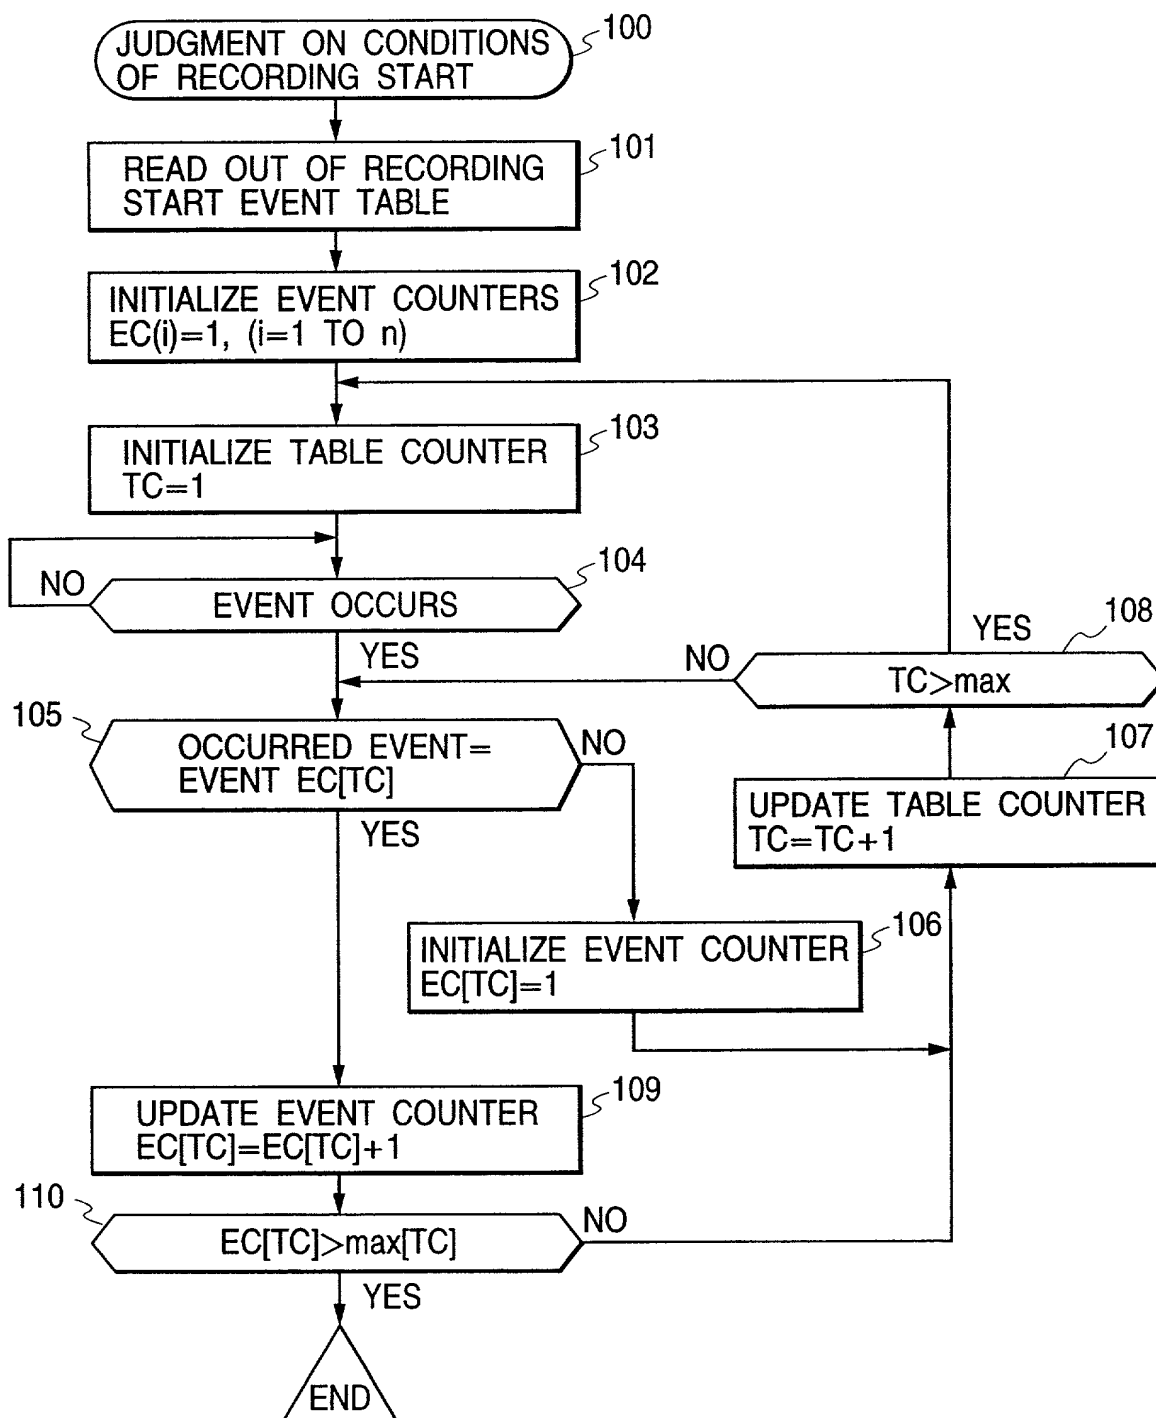 JUDGMENT ON CONDITIONS
OF RECORDING START
100
READ OUT OF RECORDING
START EVENT TABLE
101
INITIALIZE EVENT COUNTERS
EC(i)=1, (i=1 TO n)
102
INITIALIZE TABLE COUNTER
TC=1
103
NO
EVENT OCCURS
104
YES
NO
YES
108
TC>max
105
OCCURRED EVENT=
EVENT EC[TC]
NO
YES
107
UPDATE TABLE COUNTER
TC=TC+1
106
INITIALIZE EVENT COUNTER
EC[TC]=1
109
UPDATE EVENT COUNTER
EC[TC]=EC[TC]+1
110
EC[TC]>max[TC]
NO
YES
END